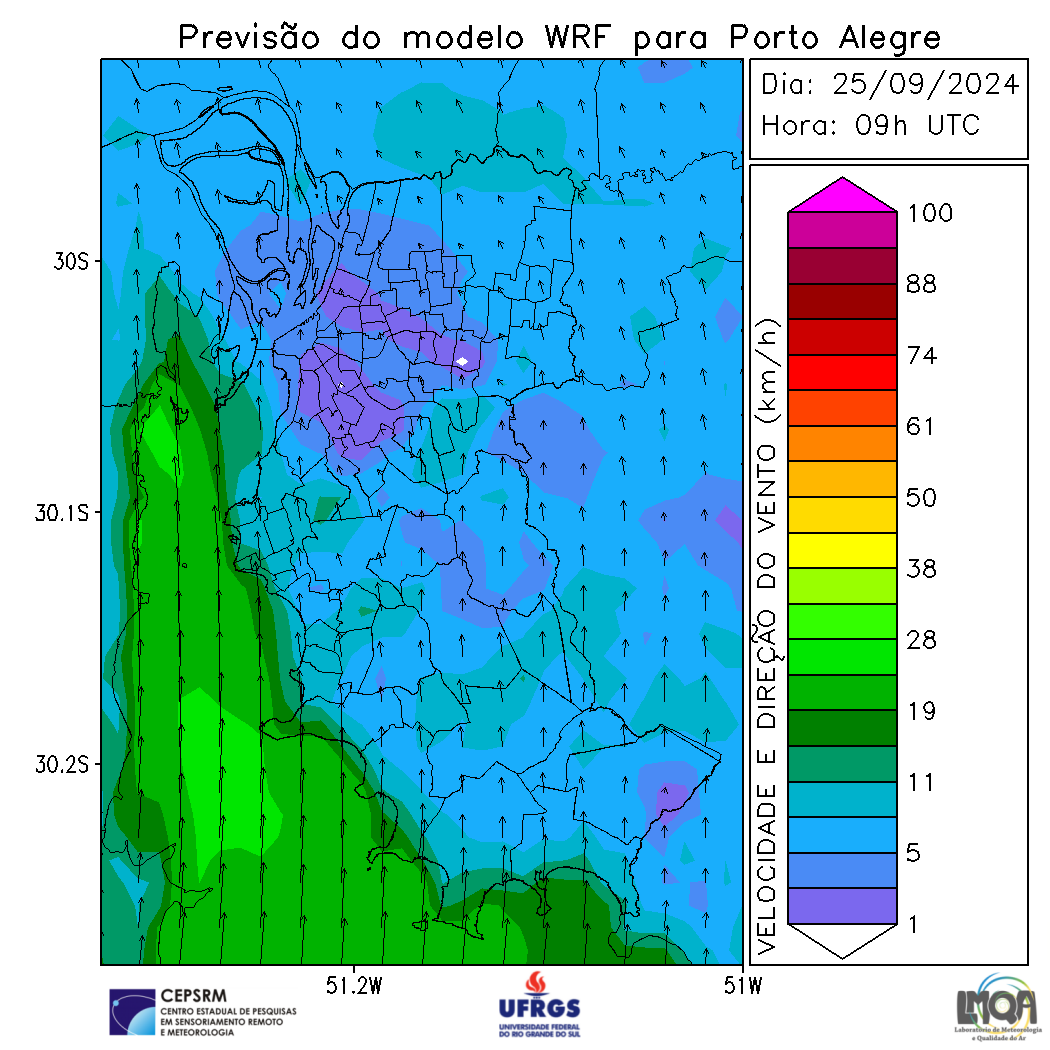 Previsão do modelo WRF para Porto Alegre
Dia: 25/09/2024
Hora: 09h UTC
30S
30.1S
30.2S
51.2W
51W
VELOCIDADE E DIREÇÃO DO VENTO (km/h)
100
88
74
61
50
38
28
19
11
5
1
CEPSRM
CENTRO ESTADUAL DE PESQUISAS
EM SENSORIAMENTO REMOTO
E METEOROLOGIA
UFRGS
UNIVERSIDADE FEDERAL
DO RIO GRANDE DO SUL
LMQA
Laboratório de Meteorologia
e Qualidade do Ar